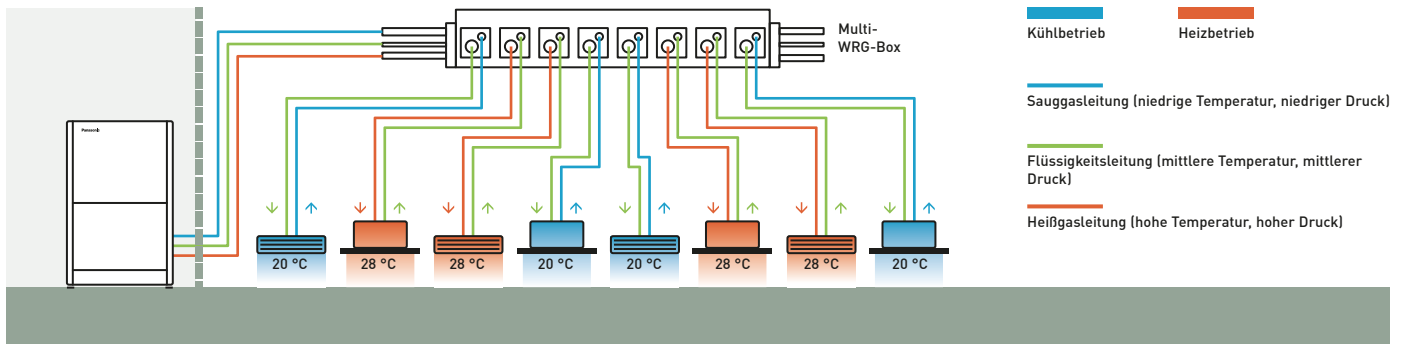 Multi-
WRG-Box
Kühlbetrieb
Heizbetrieb
Sauggasleitung (niedrige Temperatur, niedriger Druck)
Flüssigkeitsleitung (mittlere Temperatur, mittlerer
Druck)
Heißgasleitung (hohe Temperatur, hoher Druck)
Panasonic
20 °C
28 °C
28 °C
20 °C
20 °C
28 °C
28 °C
20 °C